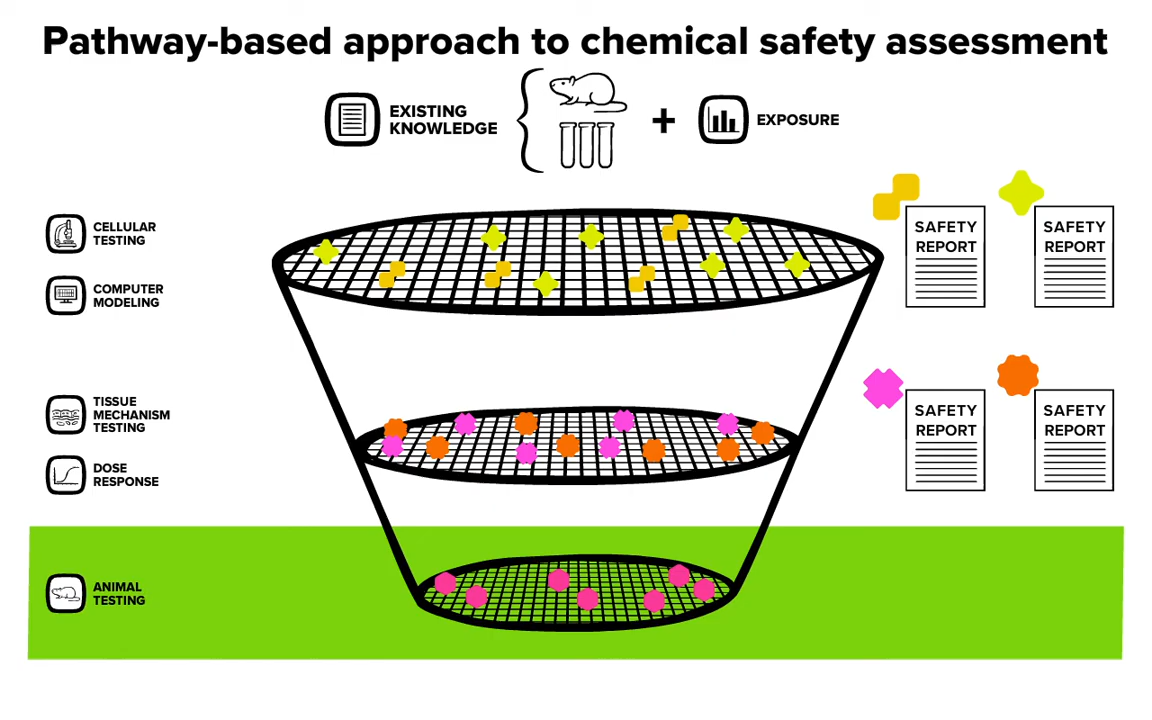 Pathway-based approach to chemical safety assessment
EXISTING
KNOWLEDGE
+
EXPOSURE
CELLULAR
TESTING
COMPUTER
MODELING
SAFETY
REPORT
SAFETY
REPORT
TISSUE
MECHANISM
TESTING
DOSE
RESPONSE
SAFETY
REPORT
SAFETY
REPORT
ANIMAL
TESTING